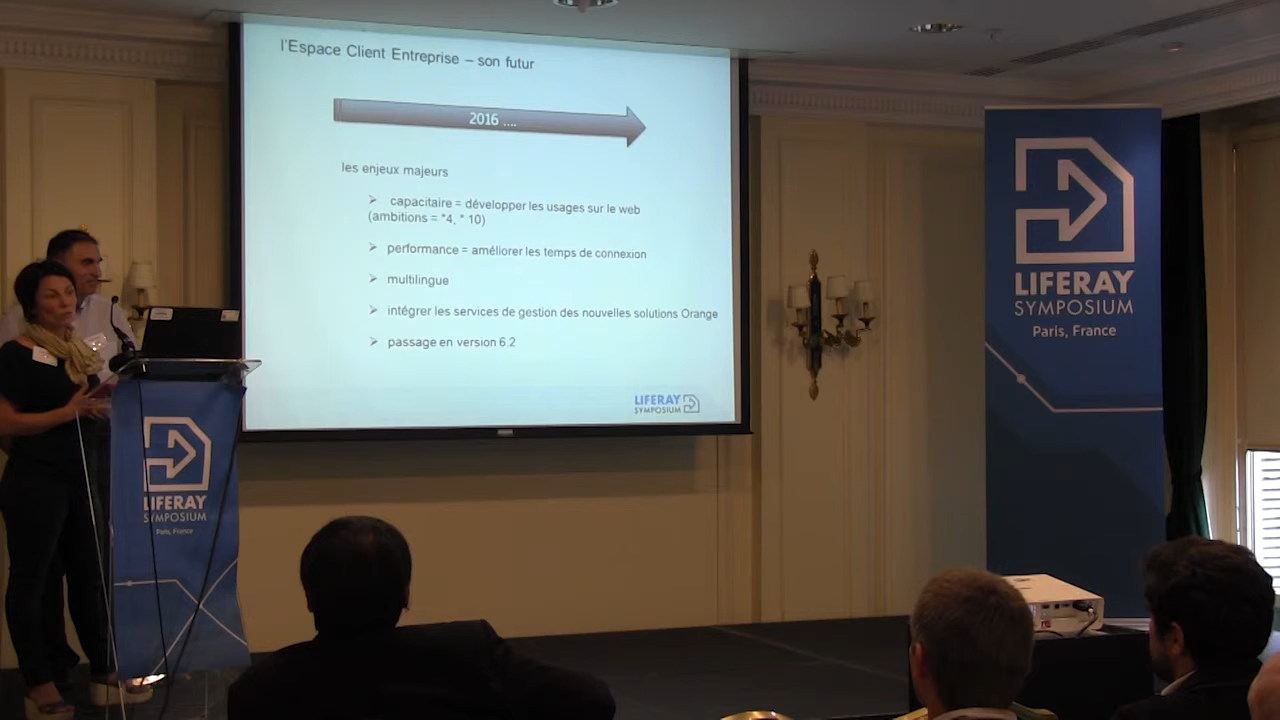 l'Espace Client Entreprise – son futur
2016 ....
les enjeux majeurs
➢ capacitaire = développer les usages sur le web
(ambitions = *4, * 10)
➢ performance = améliorer les temps de connexion
➢ multilingue
➢ intégrer les services de gestion des nouvelles solutions Orange
➢ passage en version 6.2
LIFERAY
SYMPOSIUM
LIFERAY
SYMPOSIUM
Paris, France
LIFERAY
SYMPOSIUM
Paris, France